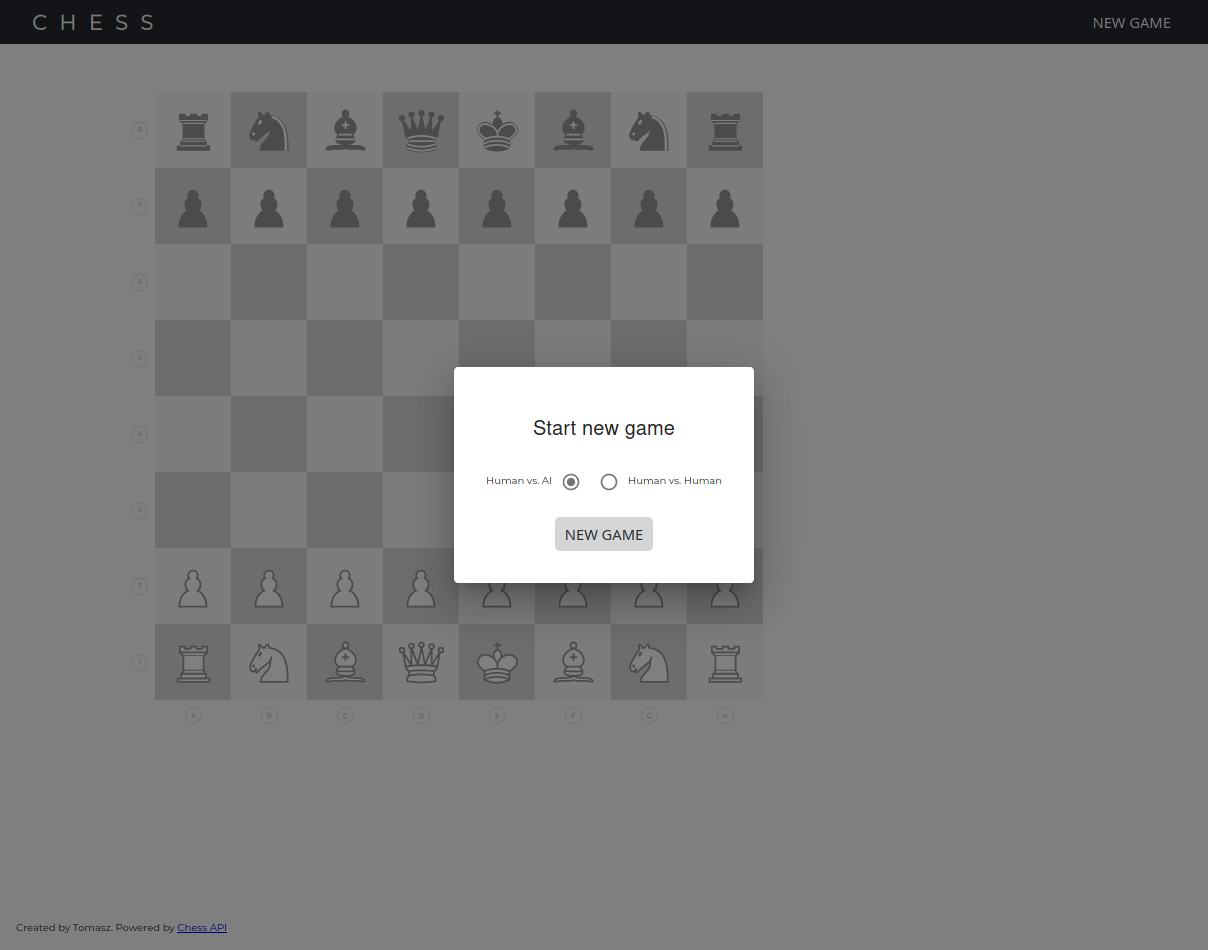 CHESS
NEW GAME
8
7
6
5
4
3
2
1
A B C D E F G H
Start new game
Human vs. AI
Human vs. Human
NEW GAME
Created by Tomasz. Powered by Chess API